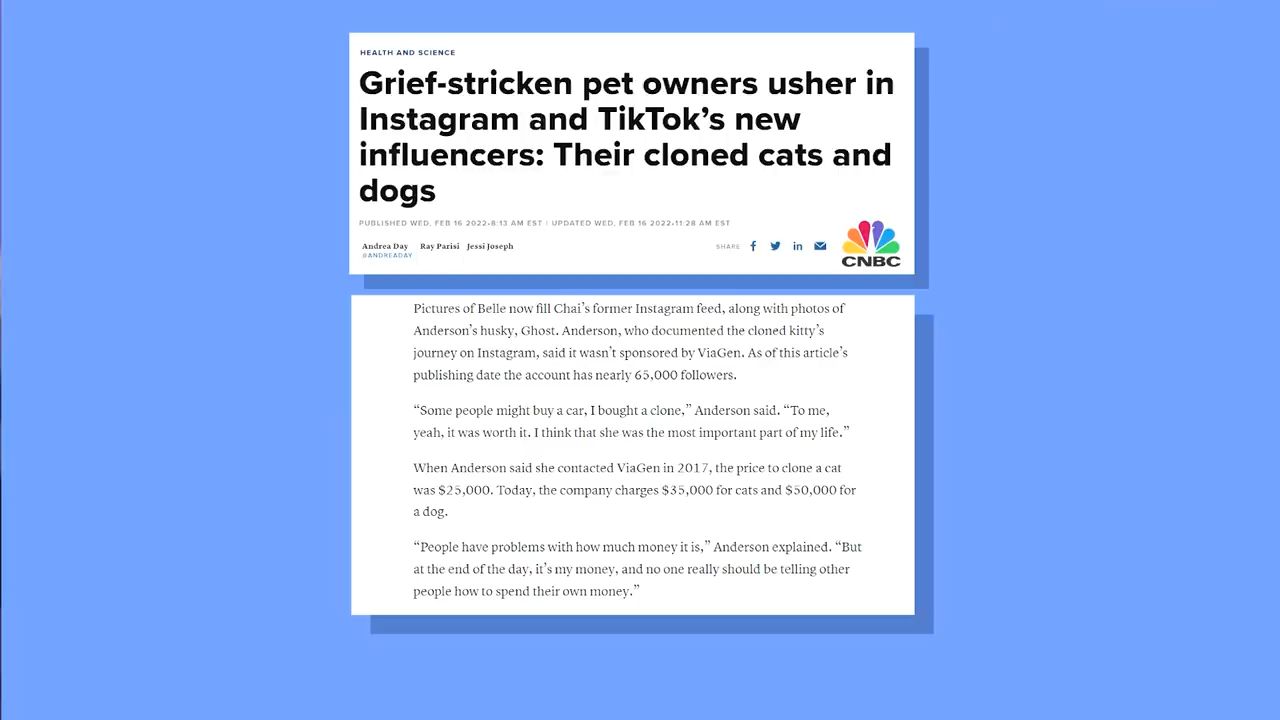 HEALTH AND SCIENCE
Grief-stricken pet owners usher in
Instagram and TikTok’s new
influencers: Their cloned cats and
dogs
PUBLISHED WED, FEB 16 2022•8:13 AM EST | UPDATED WED, FEB 16 2022•11:28 AM EST
Andrea Day Ray Parisi Jessi Joseph
@ANDREADAY
SHARE
CNBC
Pictures of Belle now fill Chai’s former Instagram feed, along with photos of
Anderson’s husky, Ghost. Anderson, who documented the cloned kitty’s
journey on Instagram, said it wasn’t sponsored by ViaGen. As of this article’s
publishing date the account has nearly 65,000 followers.
“Some people might buy a car, I bought a clone,” Anderson said. “To me,
yeah, it was worth it. I think that she was the most important part of my life.”
When Anderson said she contacted ViaGen in 2017, the price to clone a cat
was $25,000. Today, the company charges $35,000 for cats and $50,000 for
a dog.
“People have problems with how much money it is,” Anderson explained. “But
at the end of the day, it’s my money, and no one really should be telling other
people how to spend their own money.”